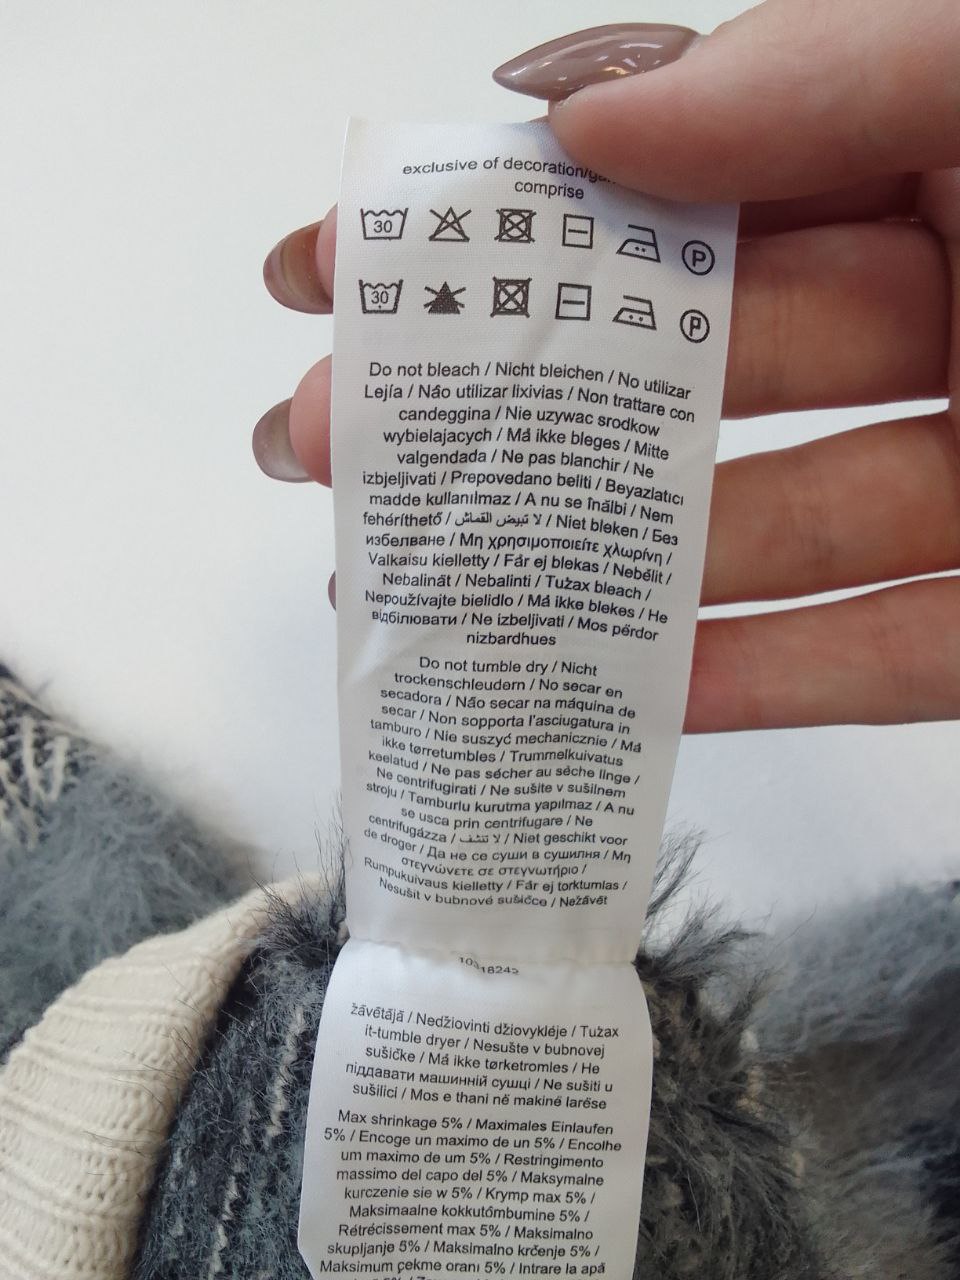 exclusive of decoration/
comprise
30 P
30 P
Do not bleach / Nicht bleichen / No utilizar
Lejía / Não utilizar lixivias / Non trattare con
candeggina / Nie uzywac srodkow
wybielajacych / Må ikke bleges / Mitte
valgendada / Ne pas blanchir / Ne
izbjeljivati / Prepovedano beliti / Beyazlatıcı
madde kullanılmaz / A nu se înălbi / Nem
fehéríthető / لا تبيض القماش / Niet bleken / Без
избелване / Μη χρησιμοποιείτε χλωρίνη /
Valkaisu kielletty / Får ej blekas / Nebēlit /
Nebalināt / Nebalinti / Tużax bleach /
Nepoužívajte bielidlo / Má ikke blekes / Не
відбілювати / Ne izbeljivati / Mos përdor
nizbardhues
Do not tumble dry / Nicht
trockenschleudern / No secar en
secadora / Não secar na máquina de
secar / Non sopporta l'asciugatura in
tamburo / Nie suszyć mechanicznie / Må
ikke tørretumbles / Trummelkuivatus
keelatud / Ne pas sécher au sèche linge /
Ne centrifugirati / Ne sušite v sušilnem
stroju / Tamburlu kurutma yapılmaz / A nu
se usca prin centrifugare / Ne
centrifugázza / لا تنشف / Niet geschikt voor
de droger / Да не се суши в сушилня / Μη
στεγνώνετε σε στεγνωτήριο /
Rumpukuivaus kielletty / Får ej torktumlas /
Nesušit v bubnové sušičce / Nežāvēt
10318242
žāvētājā / Nedžiovinti džiovyklėje / Tużax
it-tumble dryer / Nesušte v bubnovej
sušičke / Má ikke tørketromles / Не
піддавати машинній сушці / Ne sušiti u
sušilici / Mos e thani në makinë larëse
Max shrinkage 5% / Maximales Einlaufen
5% / Encoge un maximo de un 5% / Encolhe
um maximo de um 5% / Restringimento
massimo del capo del 5% / Maksymalne
kurczenie sie w 5% / Krymp max 5% /
Maksimaalne kokkutõmbumine 5% /
Rétrécissement max 5% / Maksimalno
skupljanje 5% / Maksimalno krčenje 5% /
Maksimum çekme oranı 5% / Intrare la apă
5%